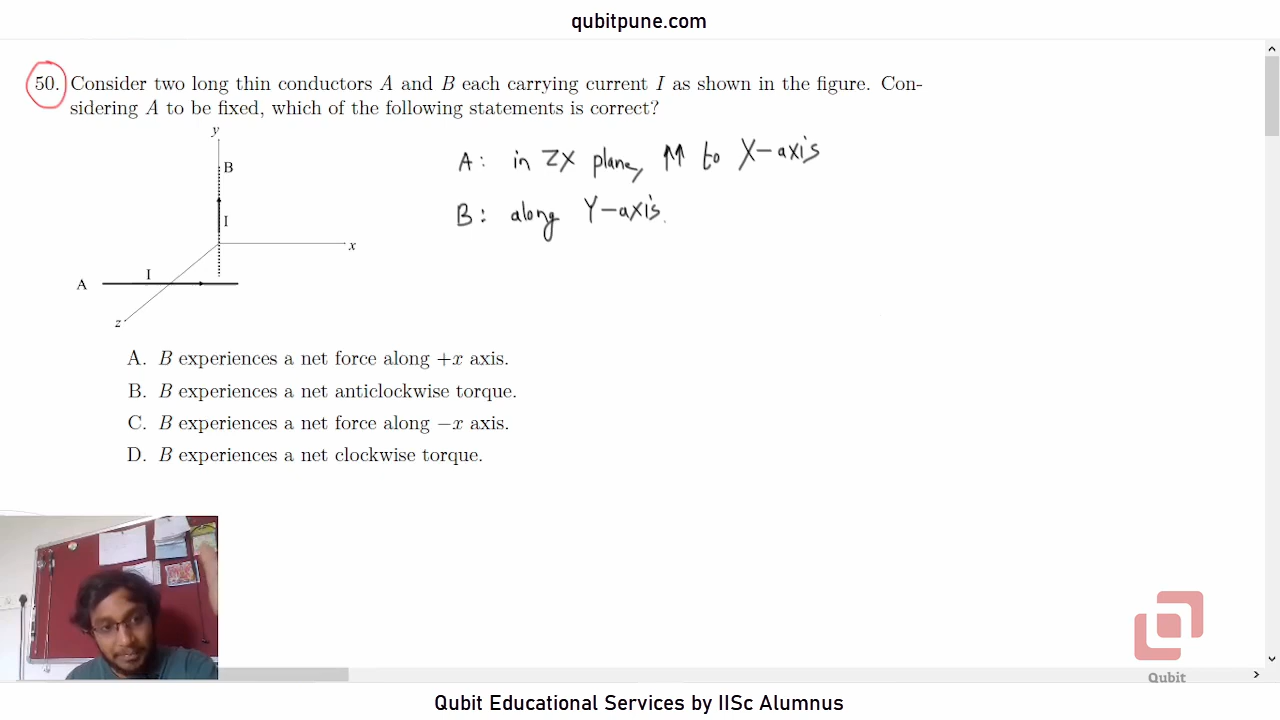 qubitpune.com
50. Consider two long thin conductors A and B each carrying current I as shown in the figure. Con-
sidering A to be fixed, which of the following statements is correct?
y
B
I
x
I
A
z
A: in ZX plane, ↑↑ to X-axis
B: along Y-axis.
A. B experiences a net force along +x axis.
B. B experiences a net anticlockwise torque.
C. B experiences a net force along −x axis.
D. B experiences a net clockwise torque.
Qubit
Qubit Educational Services by IISc Alumnus